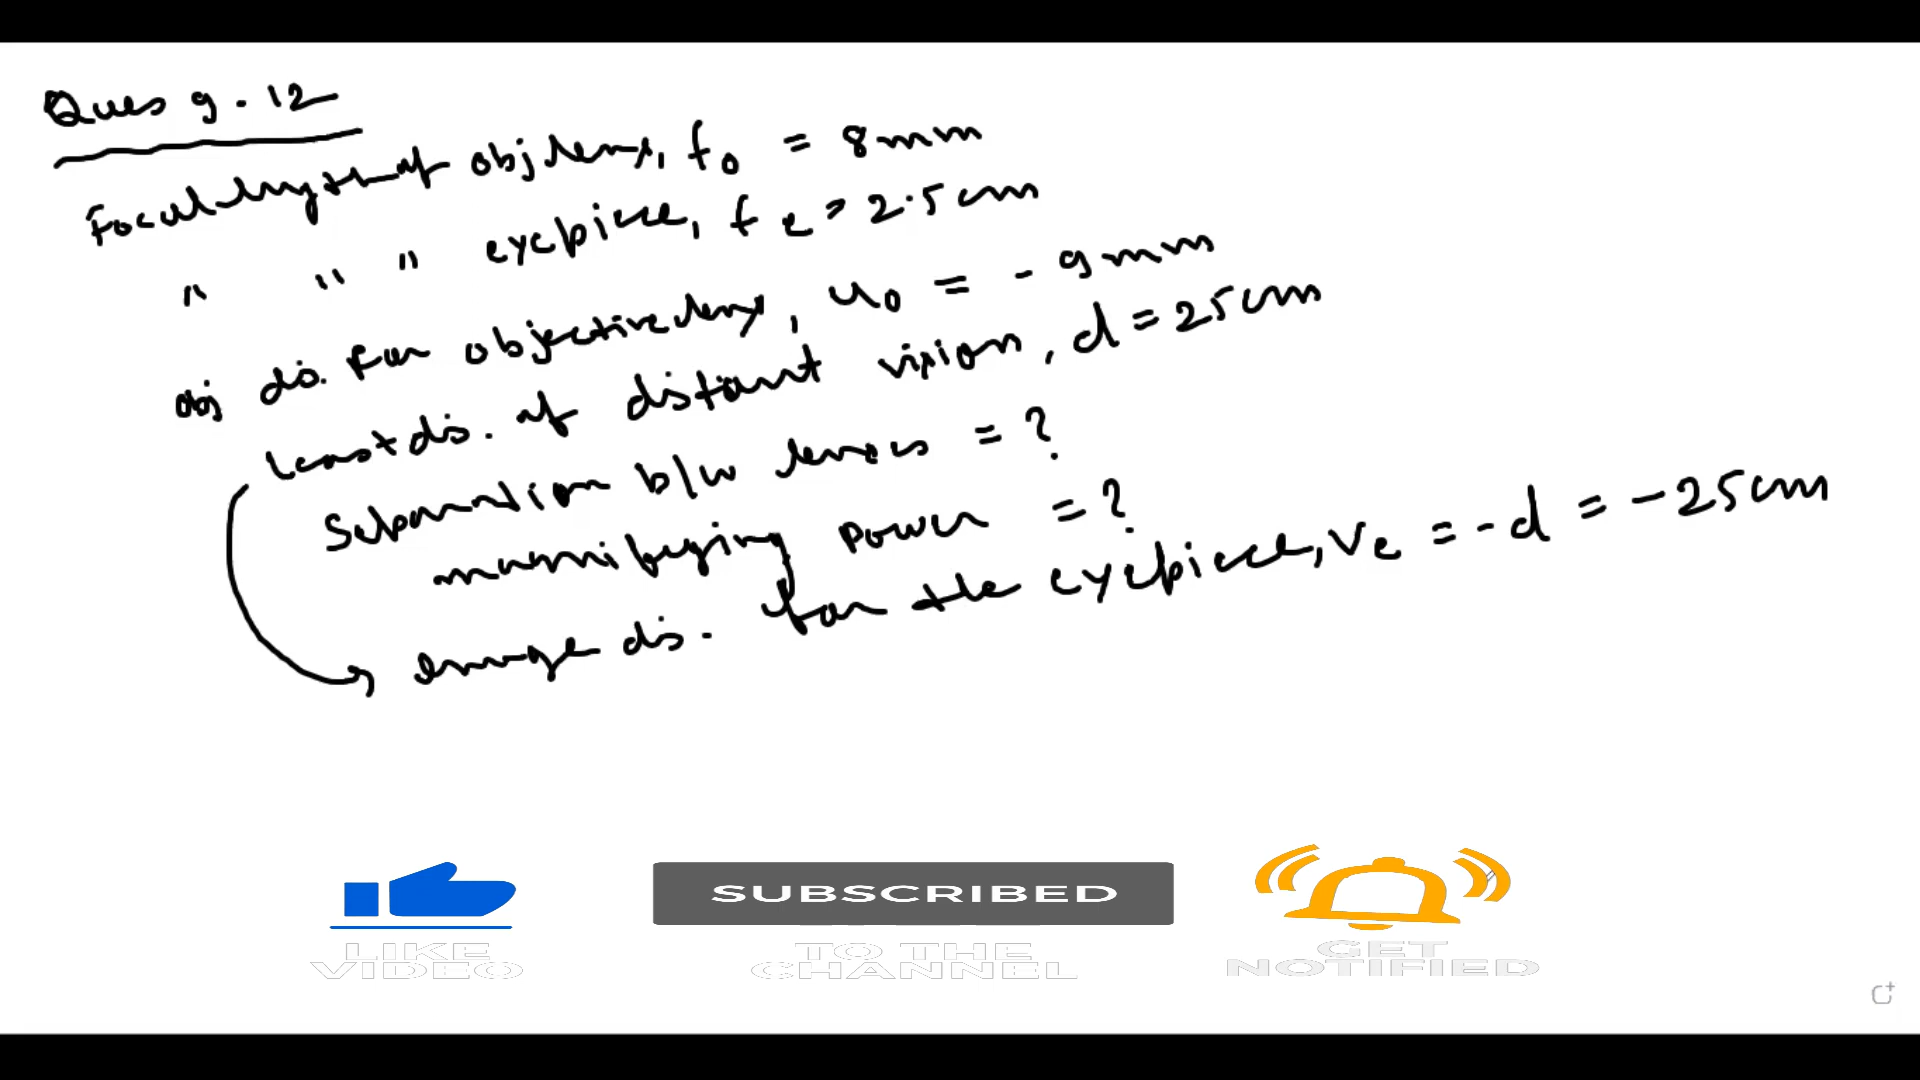 Ques 9.12
Focal length of obj lens, fo = 8mm
" " " eyepiece, fe = 2.5cm
obj dis. for objective lens, uo = - 9mm
Least dis. of distant vision, d = 25cm
Separation b/w lenses = ?
magnifying power = ?
image dis. for the eyepiece, ve = -d = -25cm
SUBSCRIBED
LIKE VIDEO
TO THE CHANNEL
GET NOTIFIED